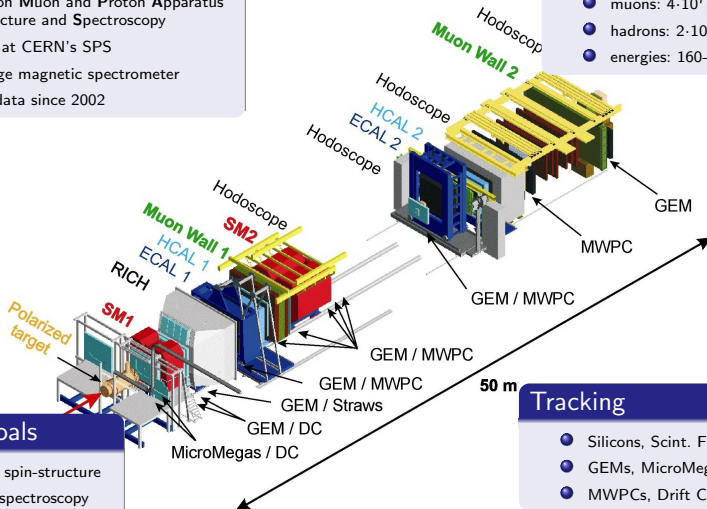 on Muon and Proton Apparatus
cture and Spectroscopy
at CERN's SPS
ge magnetic spectrometer
data since 2002
muons: 4·10⁷
hadrons: 2·10
energies: 160–
Hodoscop
Muon Wall 2
Hodoscope
HCAL 2
ECAL 2
Hodoscope
GEM
MWPC
GEM / MWPC
Hodoscope
SM2
Muon Wall 1
HCAL 1
ECAL 1
RICH
SM1
Polarized
target
GEM / MWPC
GEM / MWPC
GEM / Straws
GEM / DC
MicroMegas / DC
50 m
oals
spin-structure
spectroscopy
Tracking
Silicons, Scint. F
GEMs, MicroMeg
MWPCs, Drift C